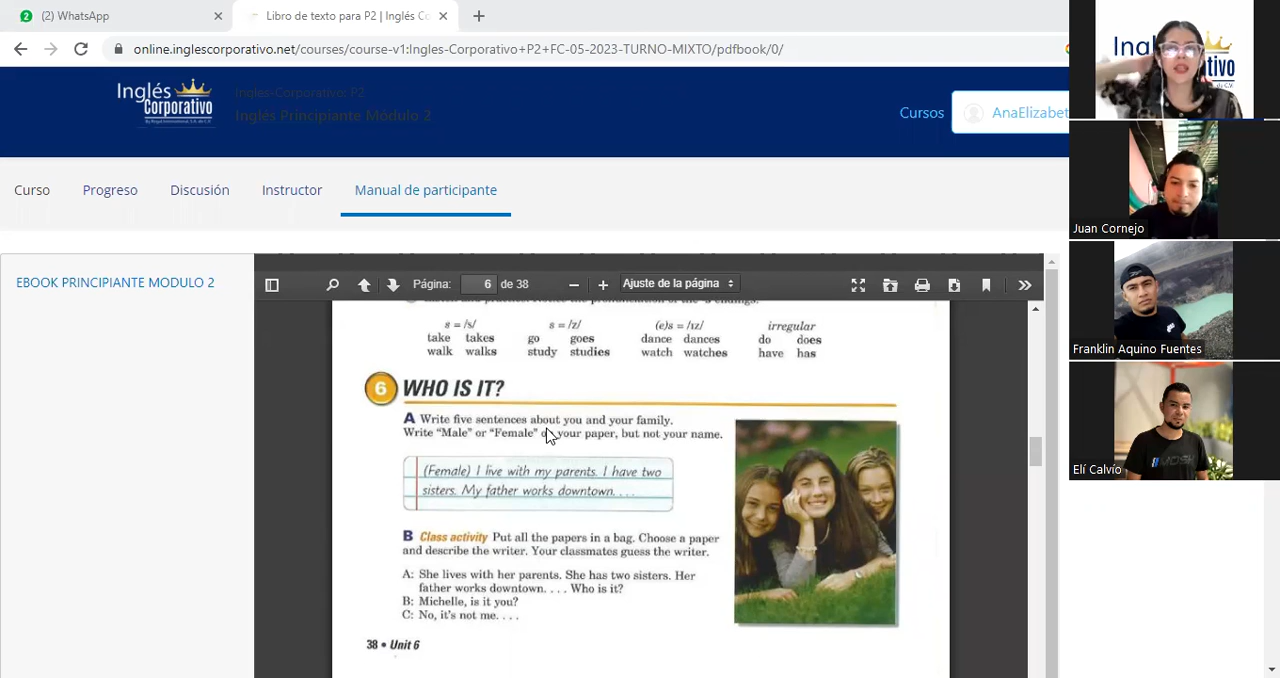 (2) WhatsApp
Libro de texto para P2 | Inglés Co
online.inglescorporativo.net/courses/course-v1:Ingles-Corporativo+P2+FC-05-2023-TURNO-MIXTO/pdfbook/0/
Inglés
Corporativo
Ingles-Corporativo: P2
Inglés Principiante Módulo 2
Cursos
AnaElizabet
Curso
Progreso
Discusión
Instructor
Manual de participante
EBOOK PRINCIPIANTE MODULO 2
Página:
6
de 38
Ajuste de la página
s = /s/
s = /z/
(e)s = /ɪz/
irregular
take takes
go goes
dance dances
do does
walk walks
study studies
watch watches
have has
6 WHO IS IT?
A Write five sentences about you and your family.
Write "Male" or "Female" on your paper, but not your name.
(Female) I live with my parents. I have two
sisters. My father works downtown. . . .
B Class activity Put all the papers in a bag. Choose a paper
and describe the writer. Your classmates guess the writer.
A: She lives with her parents. She has two sisters. Her
father works downtown. . . . Who is it?
B: Michelle, is it you?
C: No, it's not me. . . .
38 • Unit 6
Juan Cornejo
Franklin Aquino Fuentes
Elí Calvío